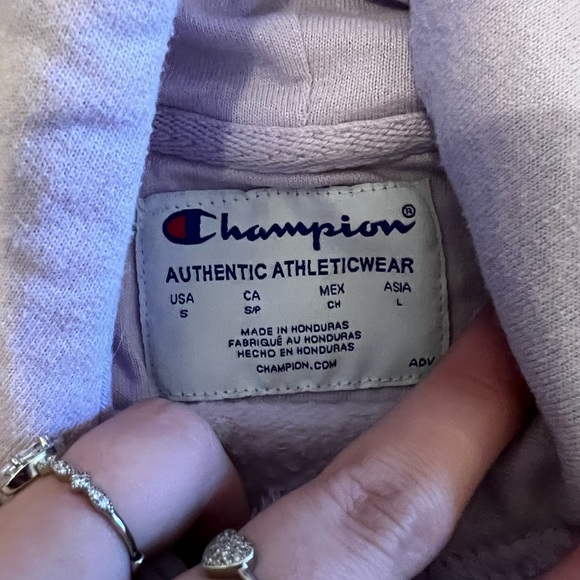 Champion®
AUTHENTIC ATHLETICWEAR
USA CA MEX ASIA
S S/P CH L
MADE IN HONDURAS
FABRIQUÉ AU HONDURAS
HECHO EN HONDURAS
CHAMPION.COM
ADV